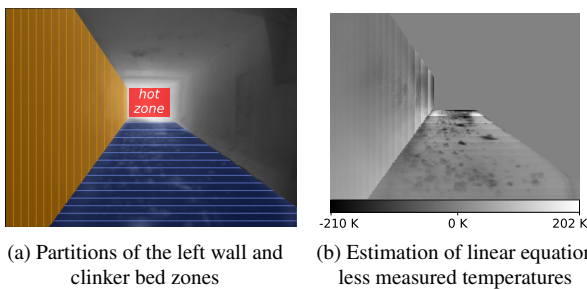 hot
zone
-210 K
0 K
202 K
(a) Partitions of the left wall and
clinker bed zones
(b) Estimation of linear equation
less measured temperatures